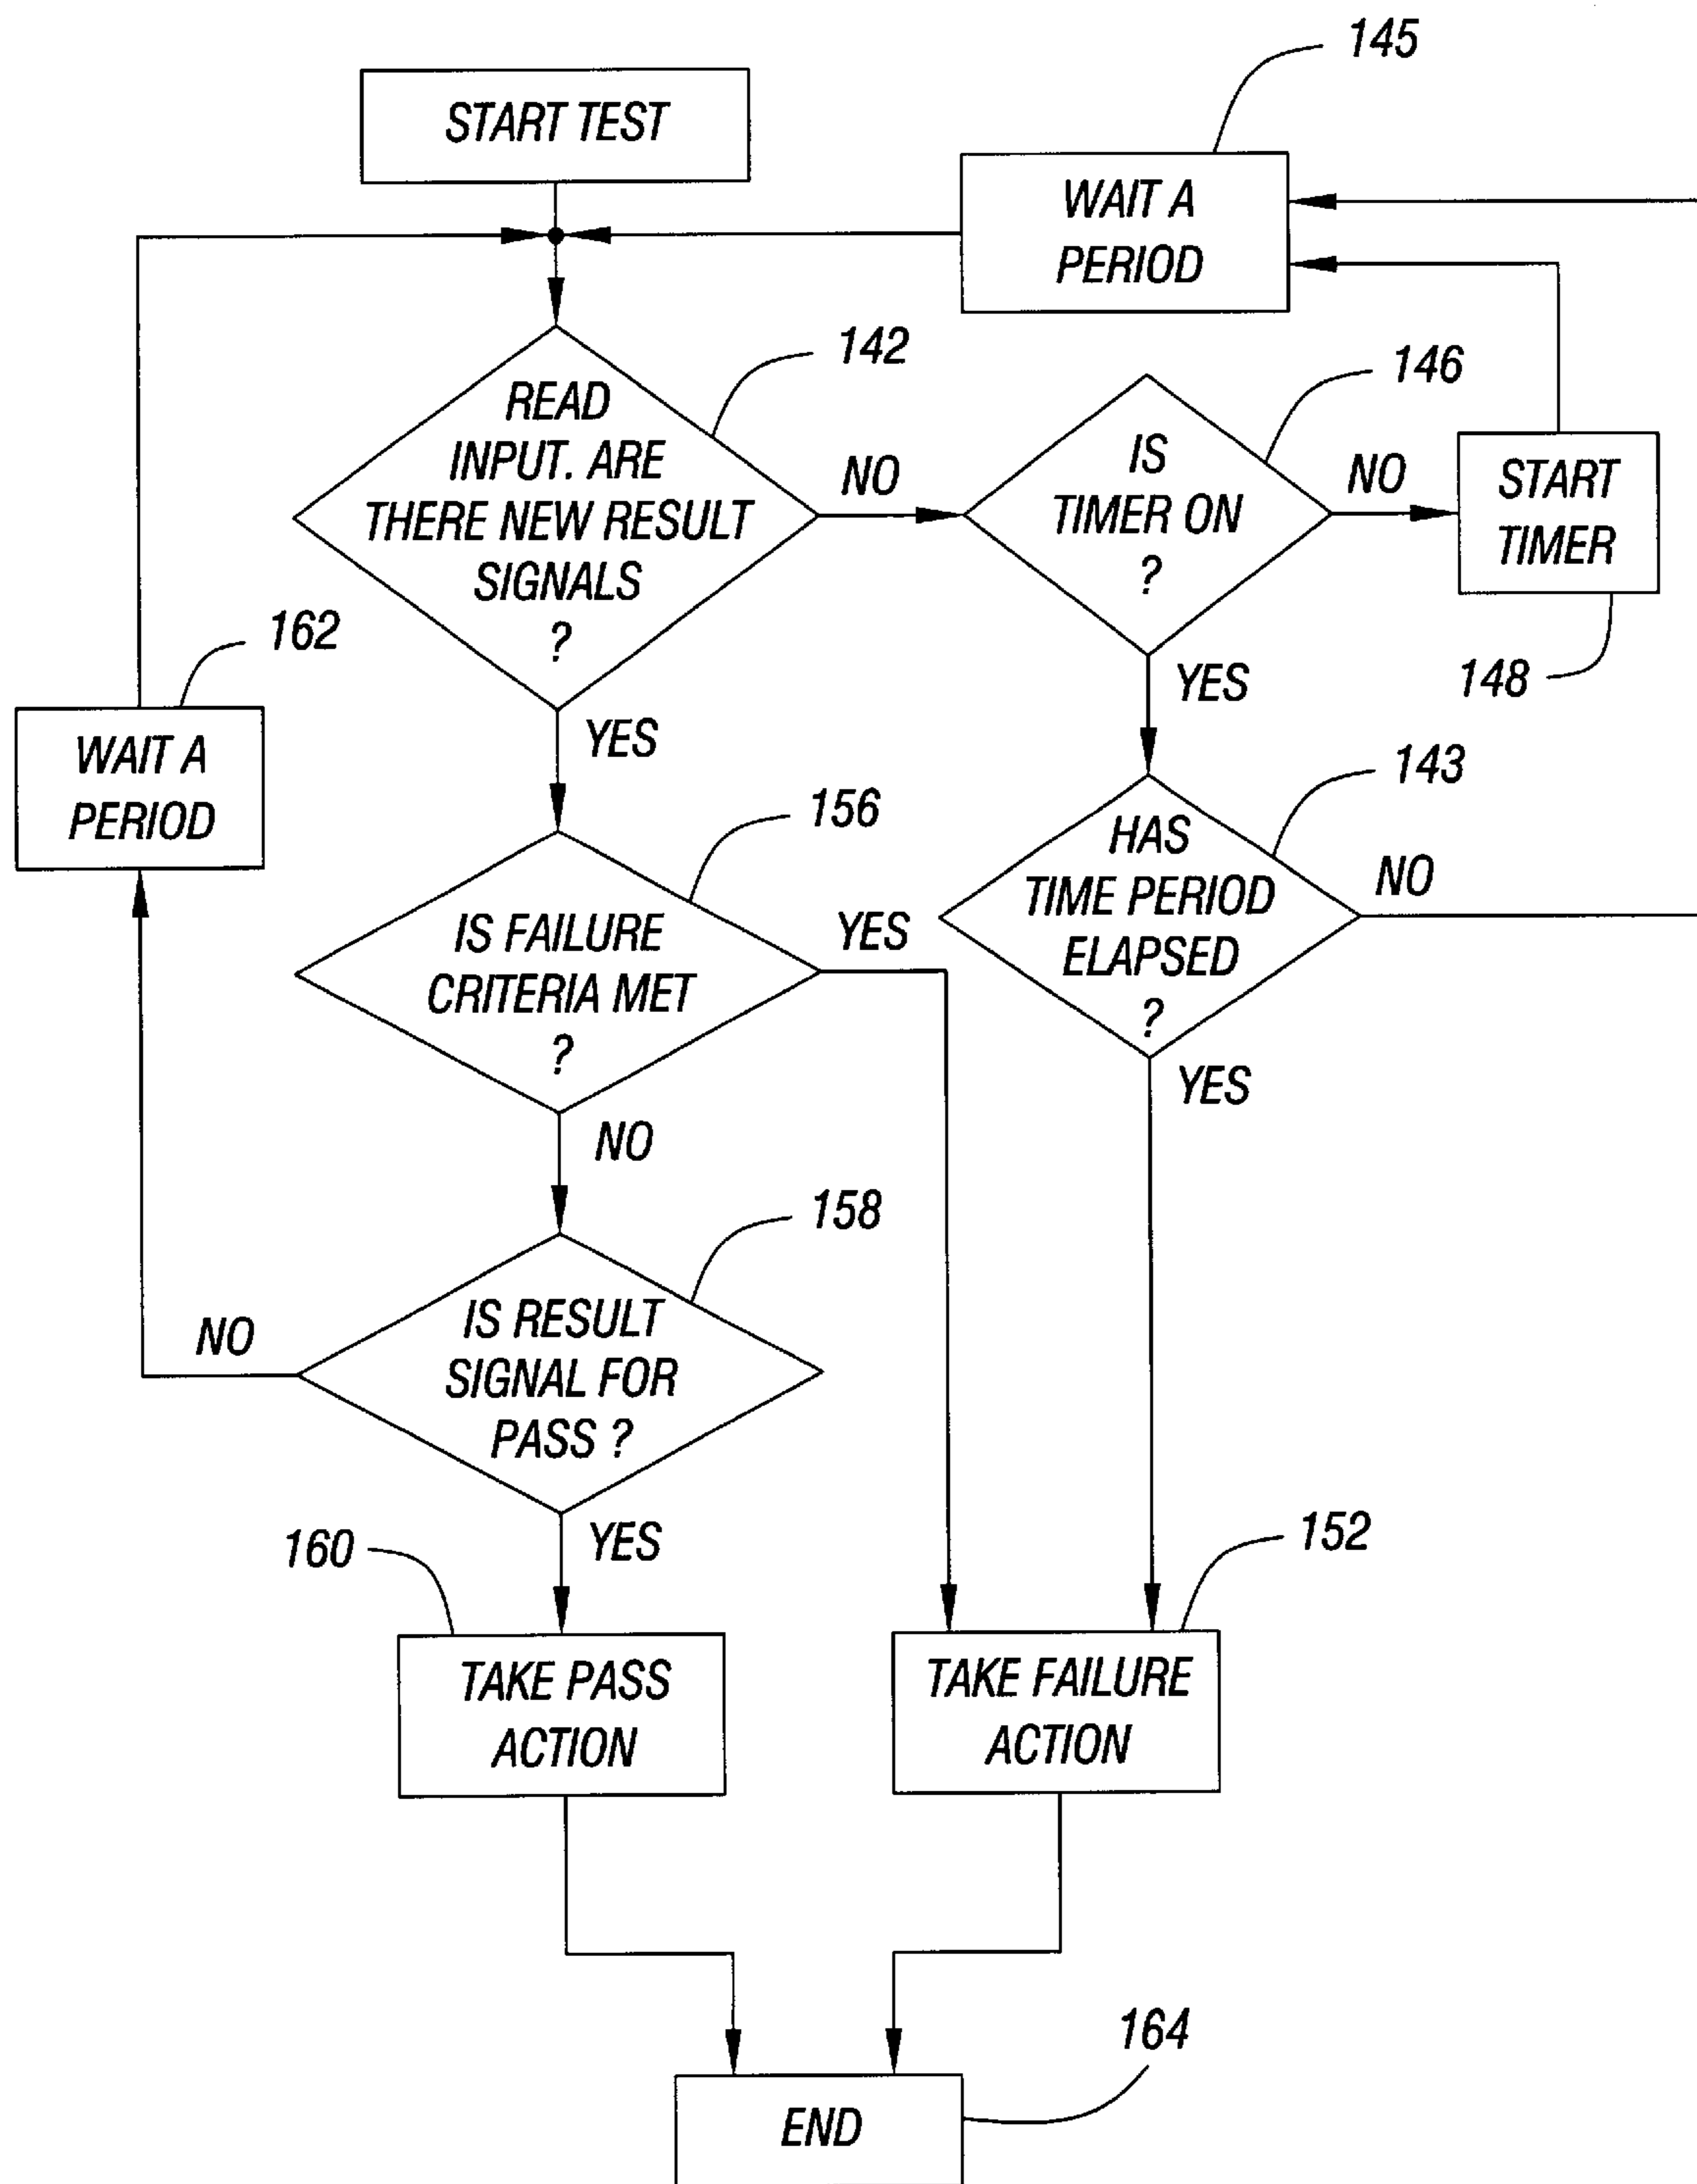 145
START TEST
WAIT A
PERIOD
142
READ
INPUT. ARE
THERE NEW RESULT
SIGNALS
?
NO
146
IS
TIMER ON
?
NO
START
TIMER
148
162
WAIT A
PERIOD
YES
YES
143
HAS
TIME PERIOD
ELAPSED
?
NO
156
IS FAILURE
CRITERIA MET
?
YES
YES
NO
158
IS RESULT
SIGNAL FOR
PASS ?
NO
YES
160
152
TAKE PASS
ACTION
TAKE FAILURE
ACTION
164
END